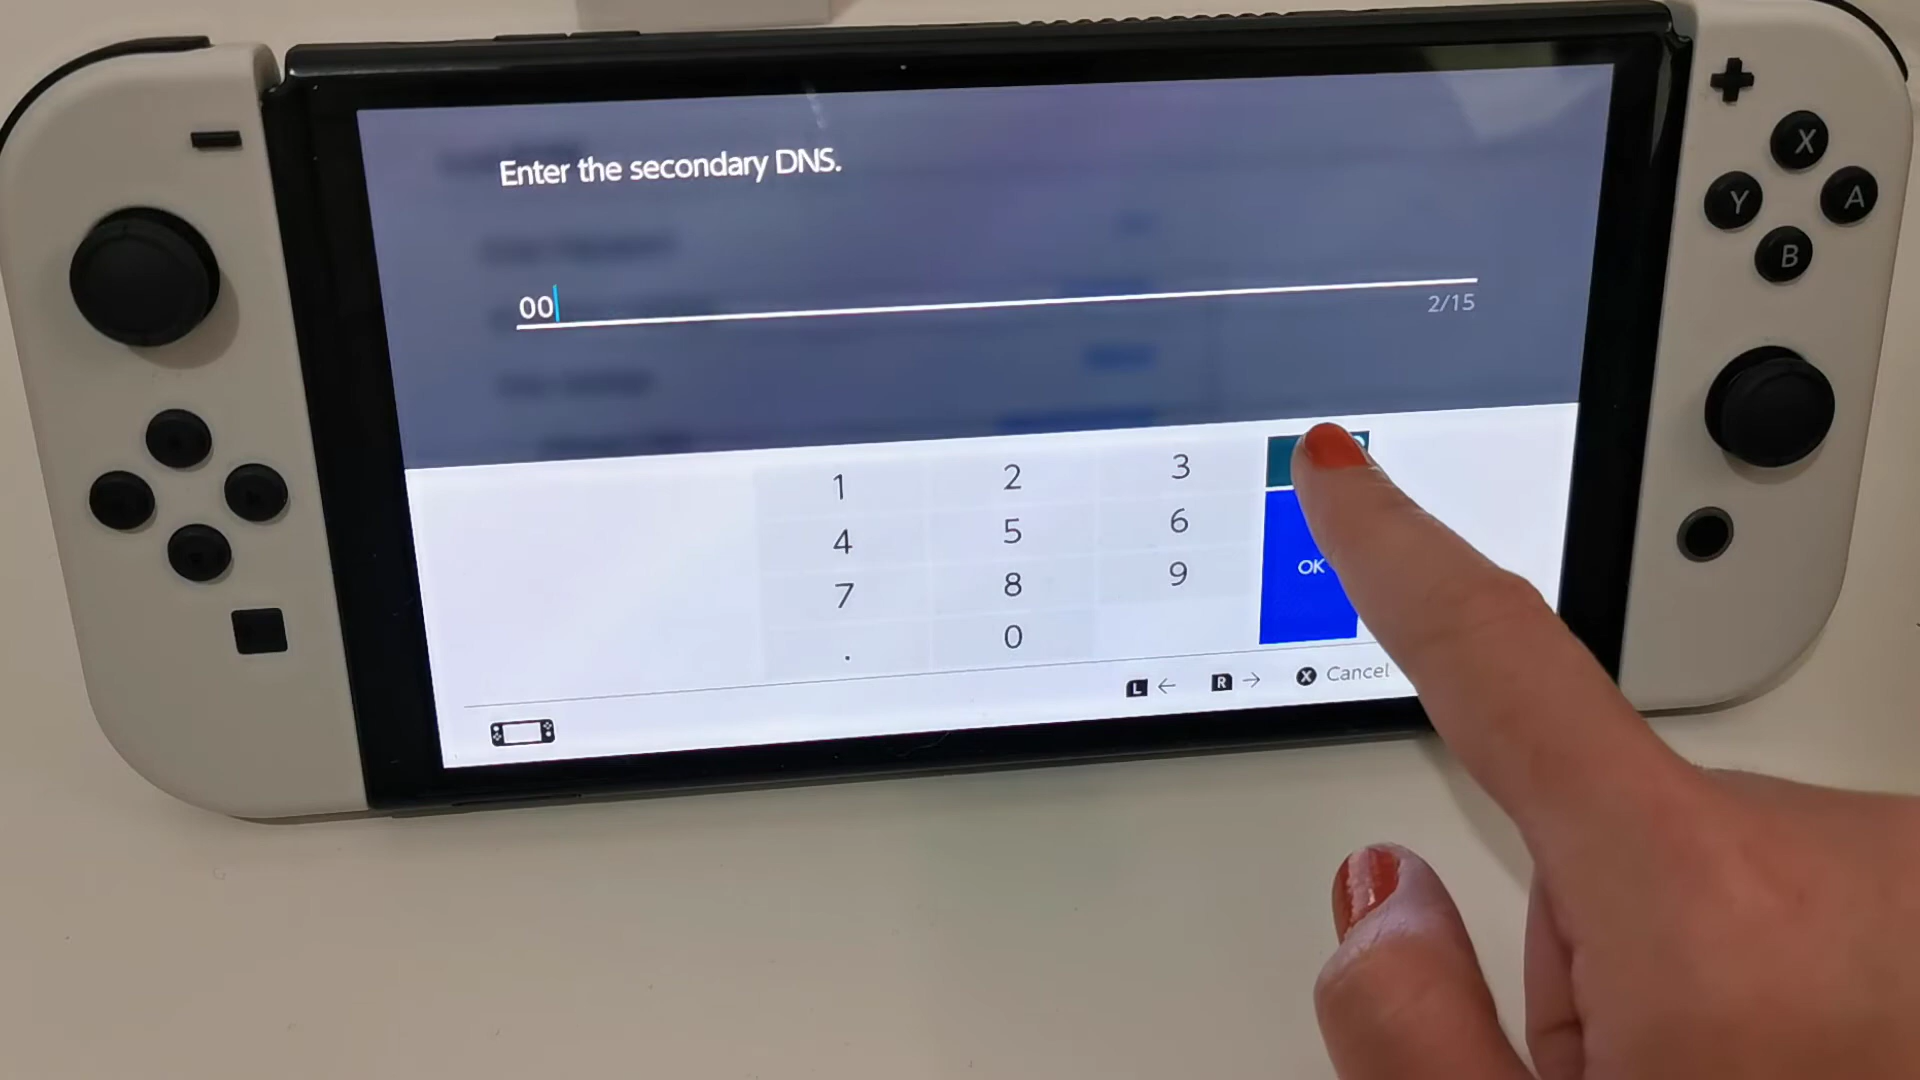 Enter the secondary DNS.
00
2/15
1 2 3
4 5 6
7 8 9
. 0
OK
L ← R → X Cancel
X
Y A
B